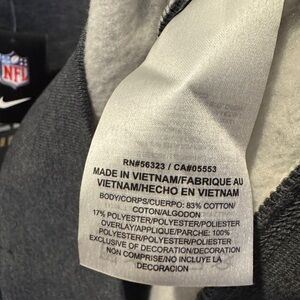 NFL
RN#56323 / CA#05553
MADE IN VIETNAM/FABRIQUE AU
VIETNAM/HECHO EN VIETNAM
BODY/CORPS/CUERPO: 83% COTTON/
COTON/ALGODON
17% POLYESTER/POLYESTER/POLIESTER
OVERLAY/APPLIQUE/PARCHE: 100%
POLYESTER/POLYESTER/POLIESTER
EXCLUSIVE OF DECORATION/DECORATION
NON COMPRISE/NO INCLUYE LA
DECORACION